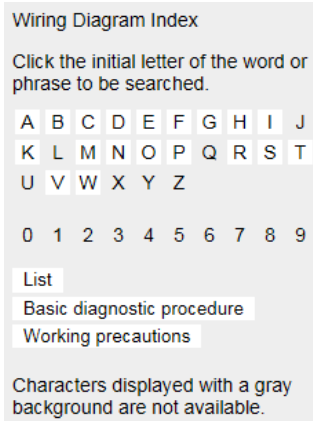 Wiring Diagram Index
Click the initial letter of the word or
phrase to be searched.
A B C D E F G H I J
K L M N O P Q R S T
U V W X Y Z
0 1 2 3 4 5 6 7 8 9
List
Basic diagnostic procedure
Working precautions
Characters displayed with a gray
background are not available.